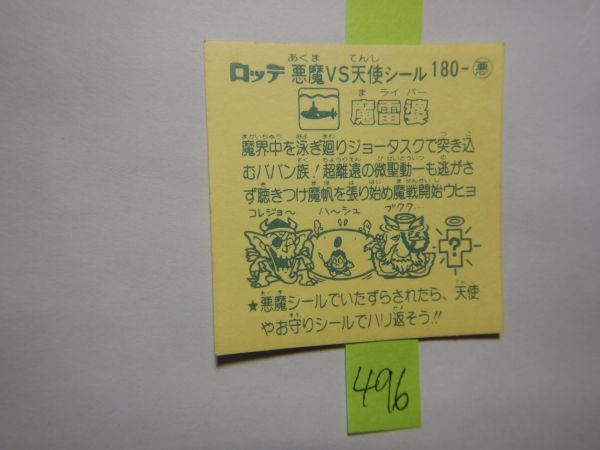 ロッテ 悪魔VS天使シール 180-悪
魔雷婆
魔界中を泳ぎ廻りジョータスクで突き込
むババン族！超離遠の微聖動一も逃がさ
ず聴きつけ魔帆を張り始め魔戦開始ウヒョ
コレジョ〜 ハ〜シュ ブクク…
?
★悪魔シールでいたずらされたら、天使
やお守りシールでハリ返そう!!
496